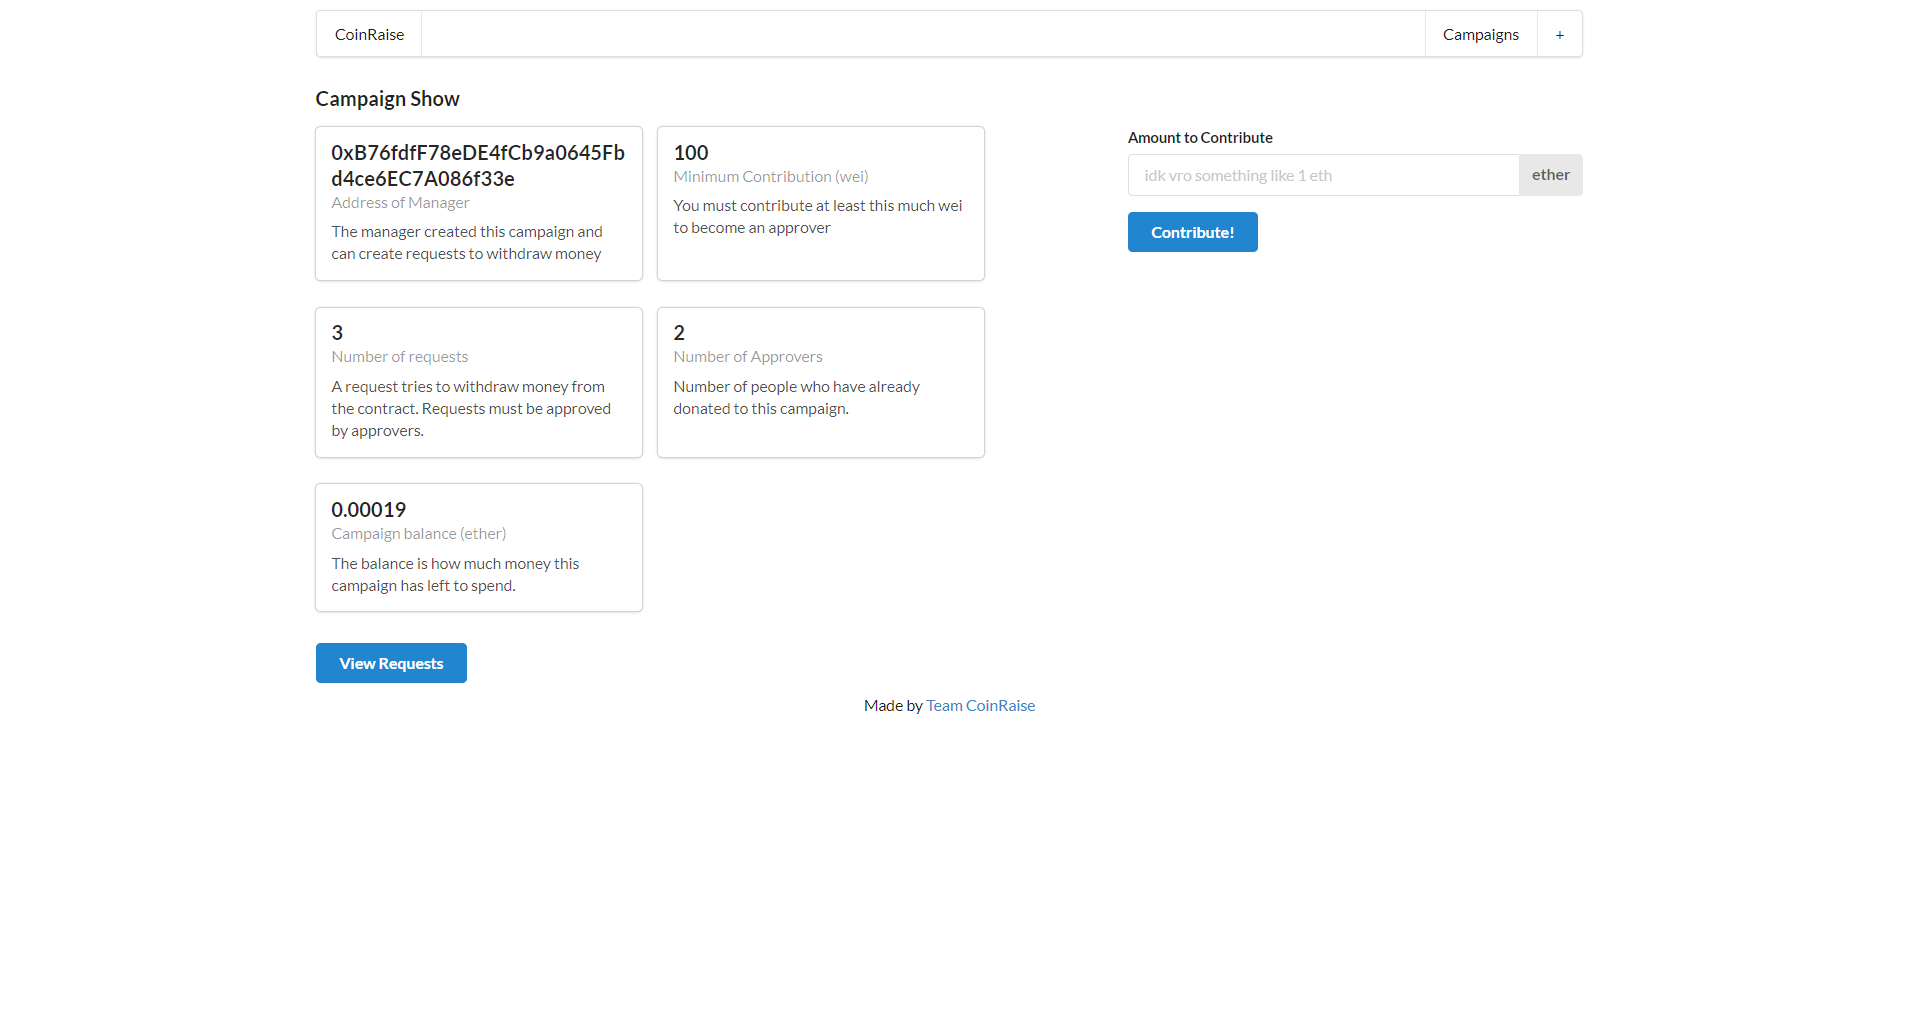 CoinRaise
Campaigns
+
Campaign Show
0xB76fdfF78eDE4fCb9a0645Fb
d4ce6EC7A086f33e
Address of Manager
The manager created this campaign and
can create requests to withdraw money
100
Minimum Contribution (wei)
You must contribute at least this much wei
to become an approver
3
Number of requests
A request tries to withdraw money from
the contract. Requests must be approved
by approvers.
2
Number of Approvers
Number of people who have already
donated to this campaign.
0.00019
Campaign balance (ether)
The balance is how much money this
campaign has left to spend.
View Requests
Amount to Contribute
idk vro something like 1 eth
ether
Contribute!
Made by Team CoinRaise